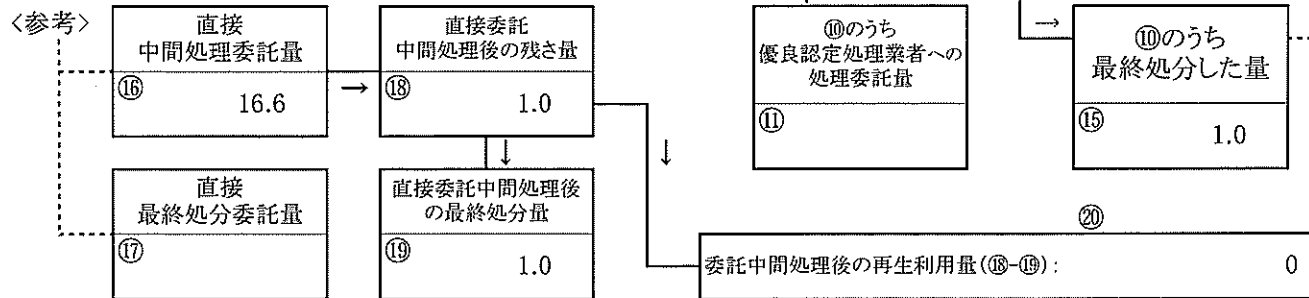 〈参考〉
直接
中間処理委託量
⑯
16.6
→
直接委託
中間処理後の残さ量
⑱
1.0
⑩のうち
優良認定処理業者への
処理委託量
⑪
→
⑩のうち
最終処分した量
⑮
1.0
↓
↓
直接
最終処分委託量
⑰
直接委託中間処理後
の最終処分量
⑲
1.0
⑳
委託中間処理後の再生利用量(⑱-⑲):
0